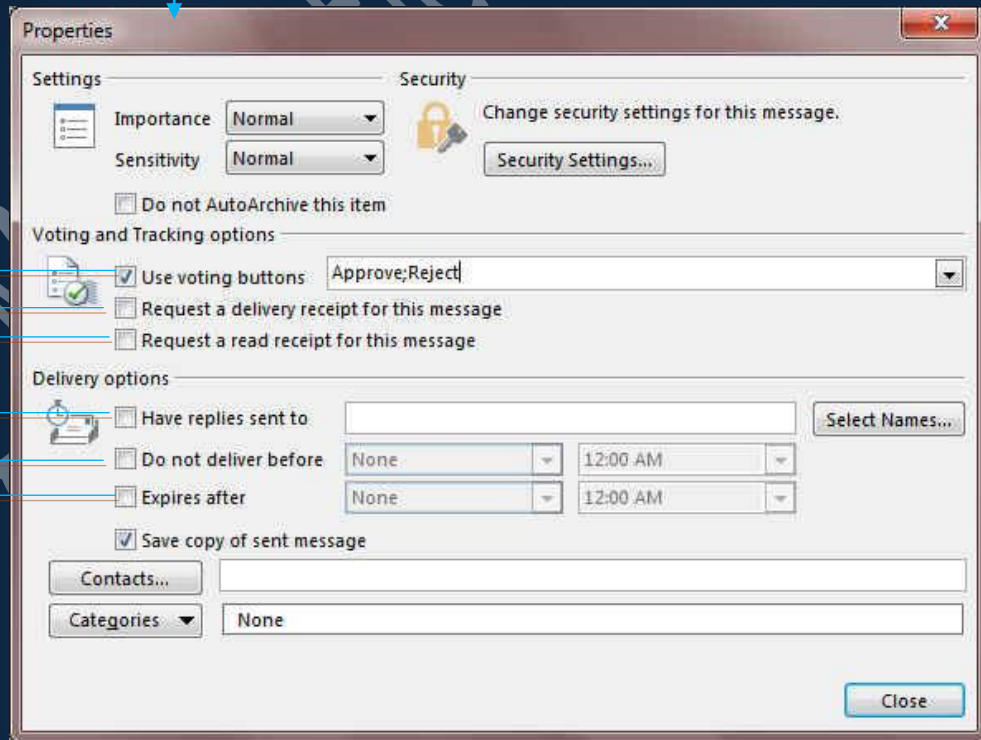 Properties
Settings
Security
Importance Normal
Change security settings for this message.
Sensitivity Normal
Security Settings...
Do not AutoArchive this item
Voting and Tracking options
Use voting buttons Approve;Reject
Request a delivery receipt for this message
Request a read receipt for this message
Delivery options
Have replies sent to Select Names...
Do not deliver before None 12:00 AM
Expires after None 12:00 AM
Save copy of sent message
Contacts...
Categories None
Close